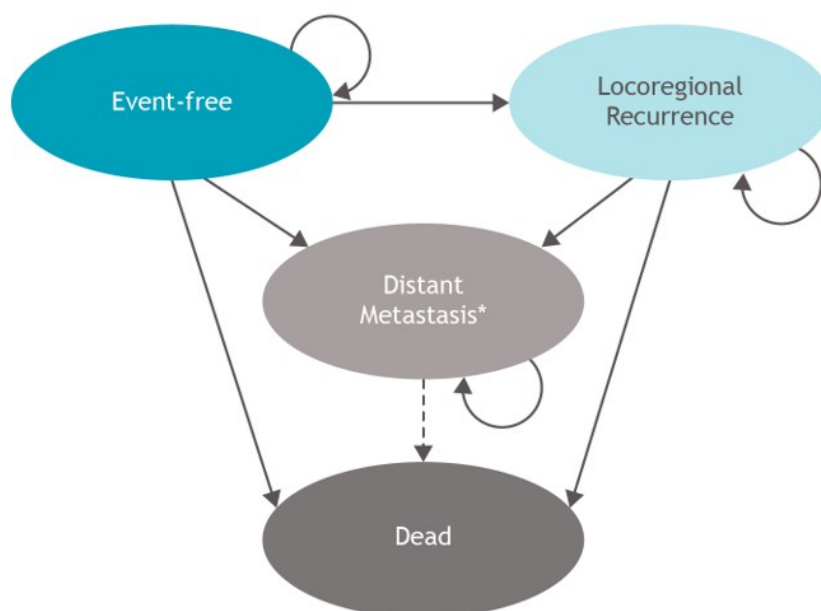 Event-free
Locoregional
Recurrence
Distant
Metastasis*
Dead